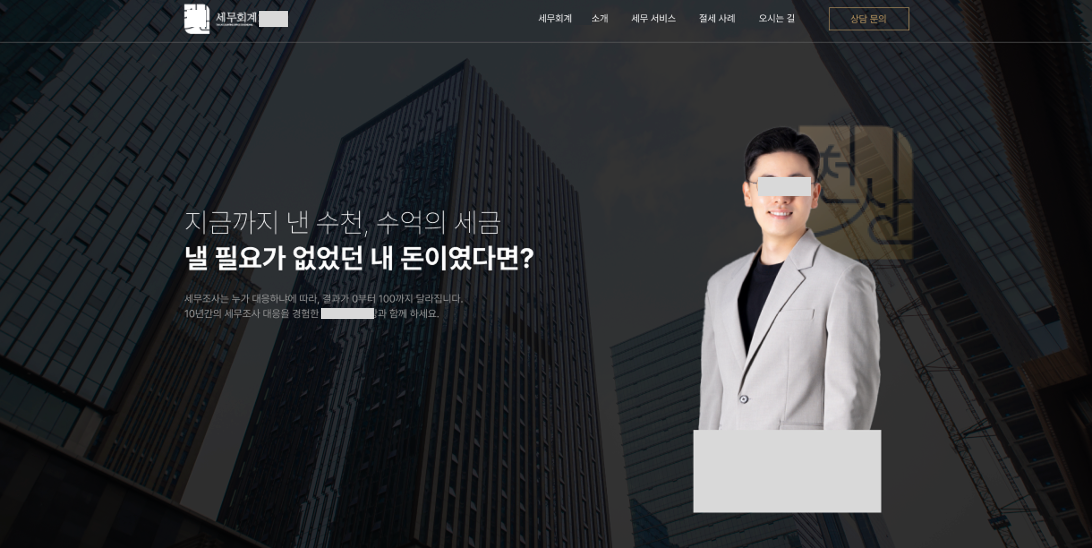 세무회계
세무회계 소개 세무 서비스 절세 사례 오시는 길 상담 문의
지금까지 낸 수천, 수억의 세금
낼 필요가 없었던 내 돈이였다면?
세무조사는 누가 대응하냐에 따라, 결과가 0부터 100까지 달라집니다.
10년간의 세무조사 대응을 경험한 과 함께 하세요.